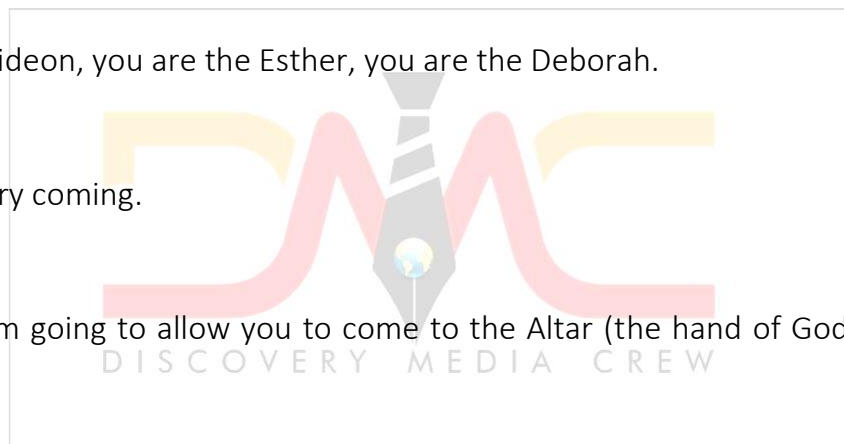 ideon, you are the Esther, you are the Deborah.
ry coming.
m going to allow you to come to the Altar (the hand of God
DMC
DISCOVERY MEDIA CREW